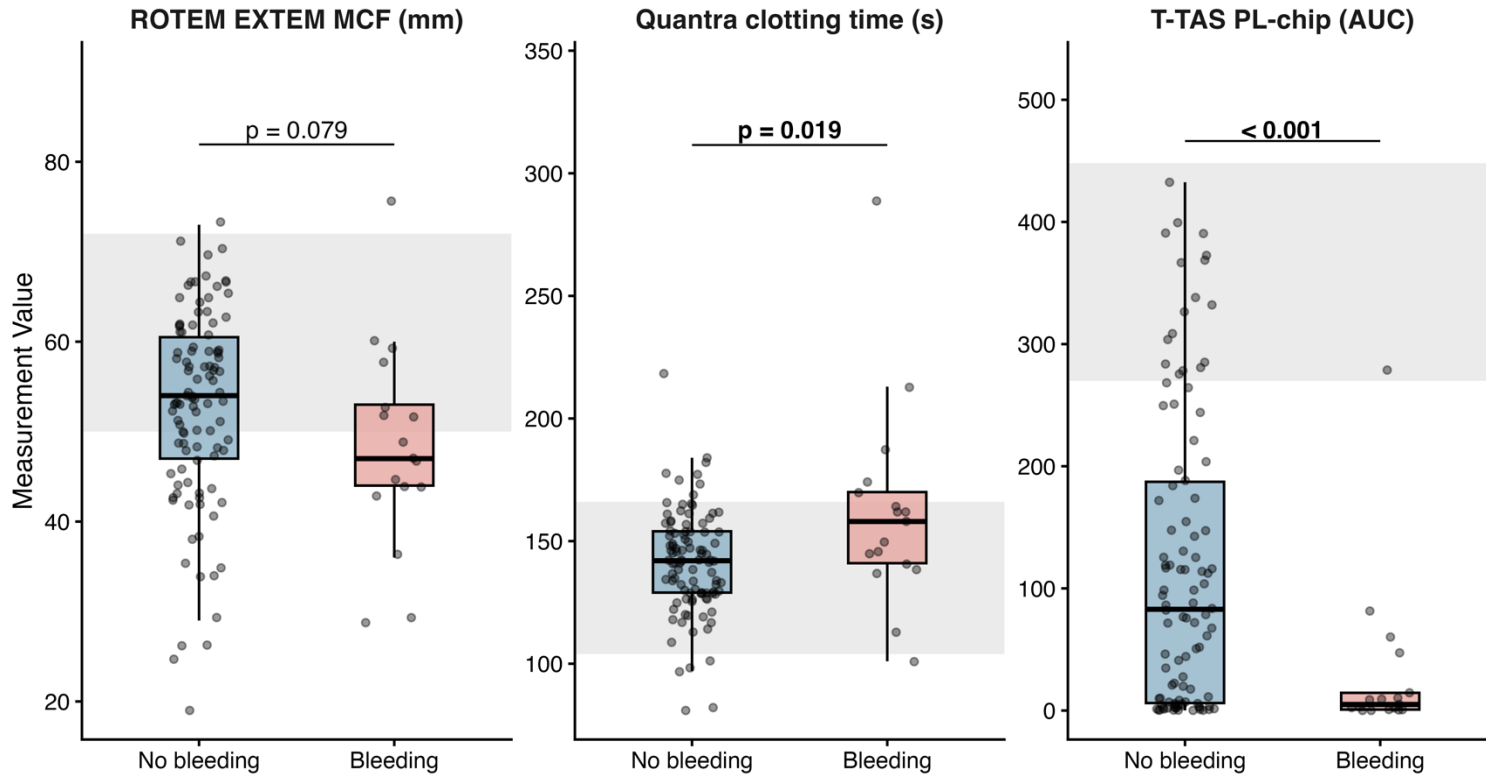 ROTEM EXTEM MCF (mm)
Quantra clotting time (s)
T-TAS PL-chip (AUC)
Measurement Value
80
60
40
20
p = 0.079
No bleeding
Bleeding
350
300
250
200
150
100
p = 0.019
No bleeding
Bleeding
500
400
300
200
100
0
< 0.001
No bleeding
Bleeding